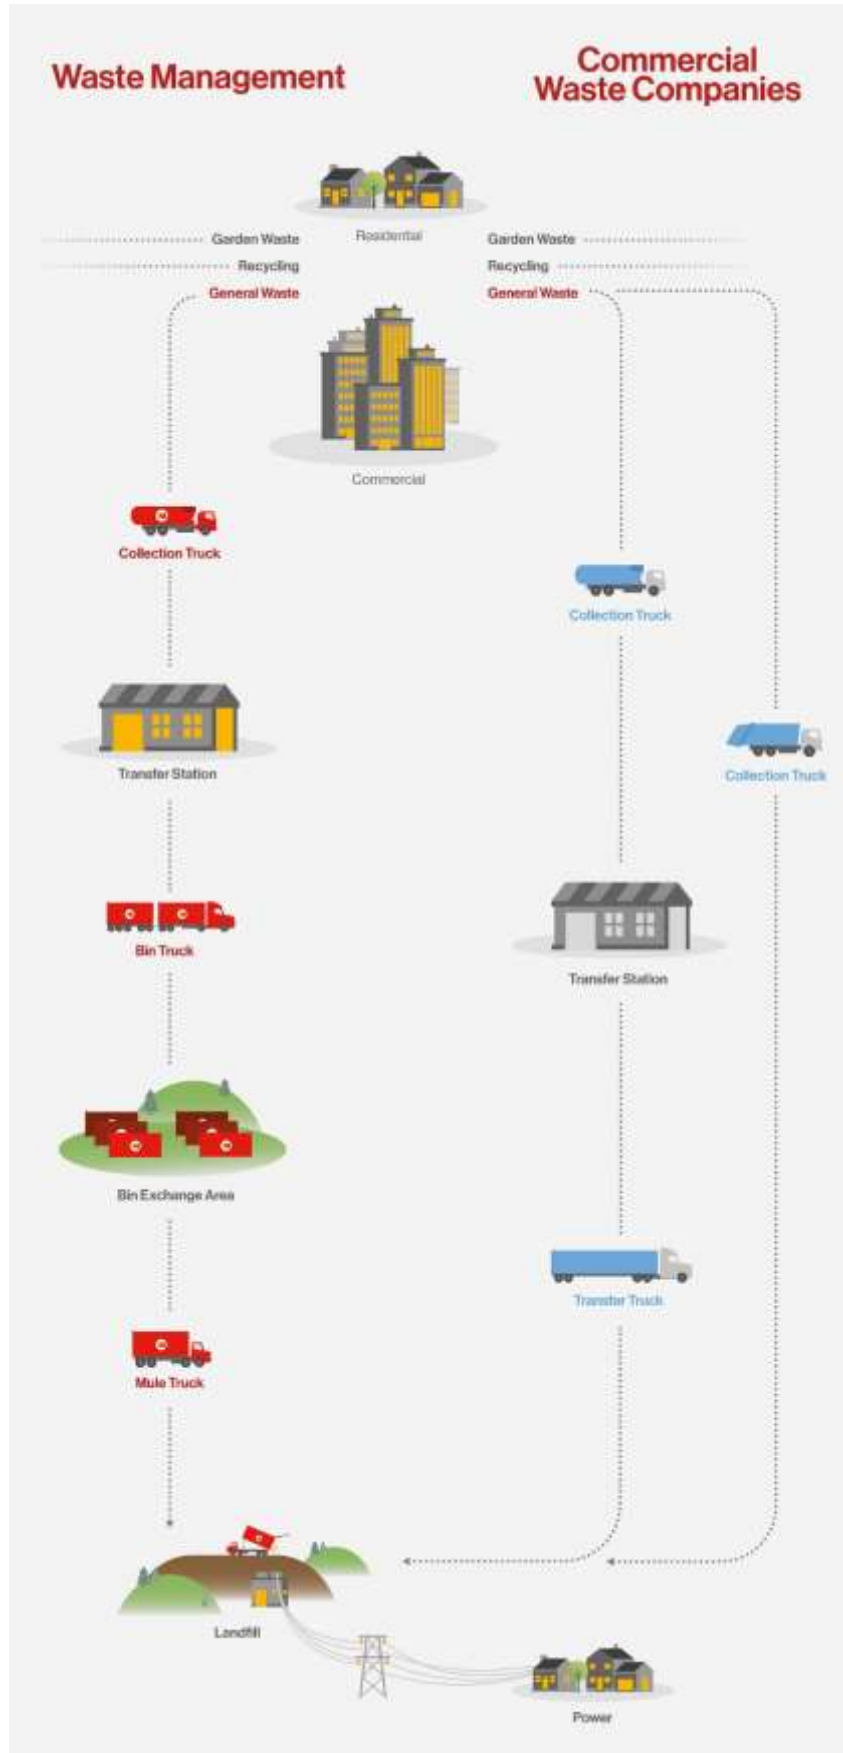 Waste Management
Commercial
Waste Companies
Residential
Garden Waste
Recycling
General Waste
Garden Waste
Recycling
General Waste
Commercial
Collection Truck
Collection Truck
Collection Truck
Transfer Station
Bin Truck
Transfer Station
Bin Exchange Area
Transfer Truck
Mule Truck
Landfill
Power